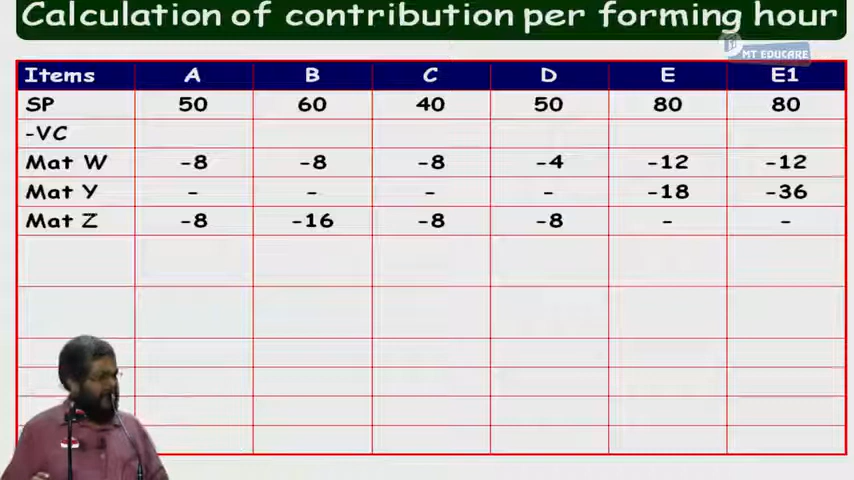 Calculation of contribution per forming hour
MT EDUCARE
Items A B C D E E1
SP 50 60 40 50 80 80
-VC
Mat W -8 -8 -8 -4 -12 -12
Mat Y - - - - -18 -36
Mat Z -8 -16 -8 -8 - -